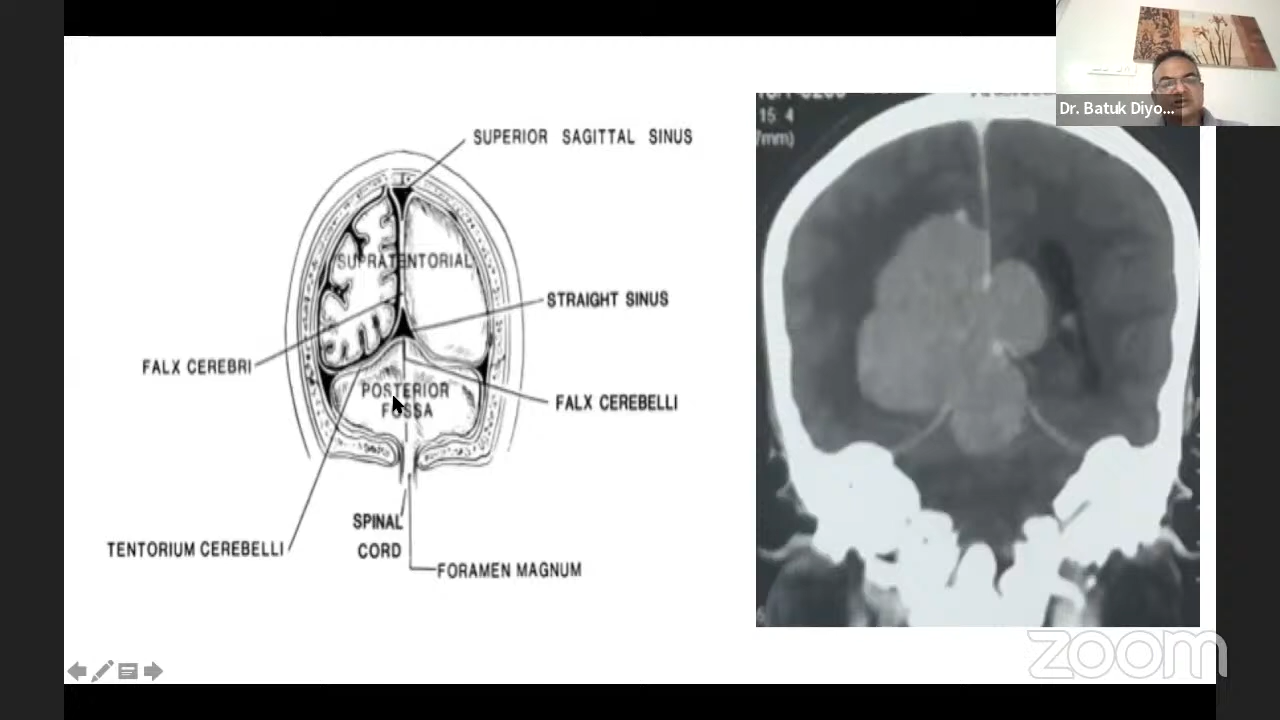 Dr. Batuk Diyo...
15 4
/mm)
SUPERIOR SAGITTAL SINUS
SUPRATENTORIAL
STRAIGHT SINUS
FALX CEREBRI
POSTERIOR
FOSSA
FALX CEREBELLI
SPINAL
CORD
TENTORIUM CEREBELLI
FORAMEN MAGNUM
zoom